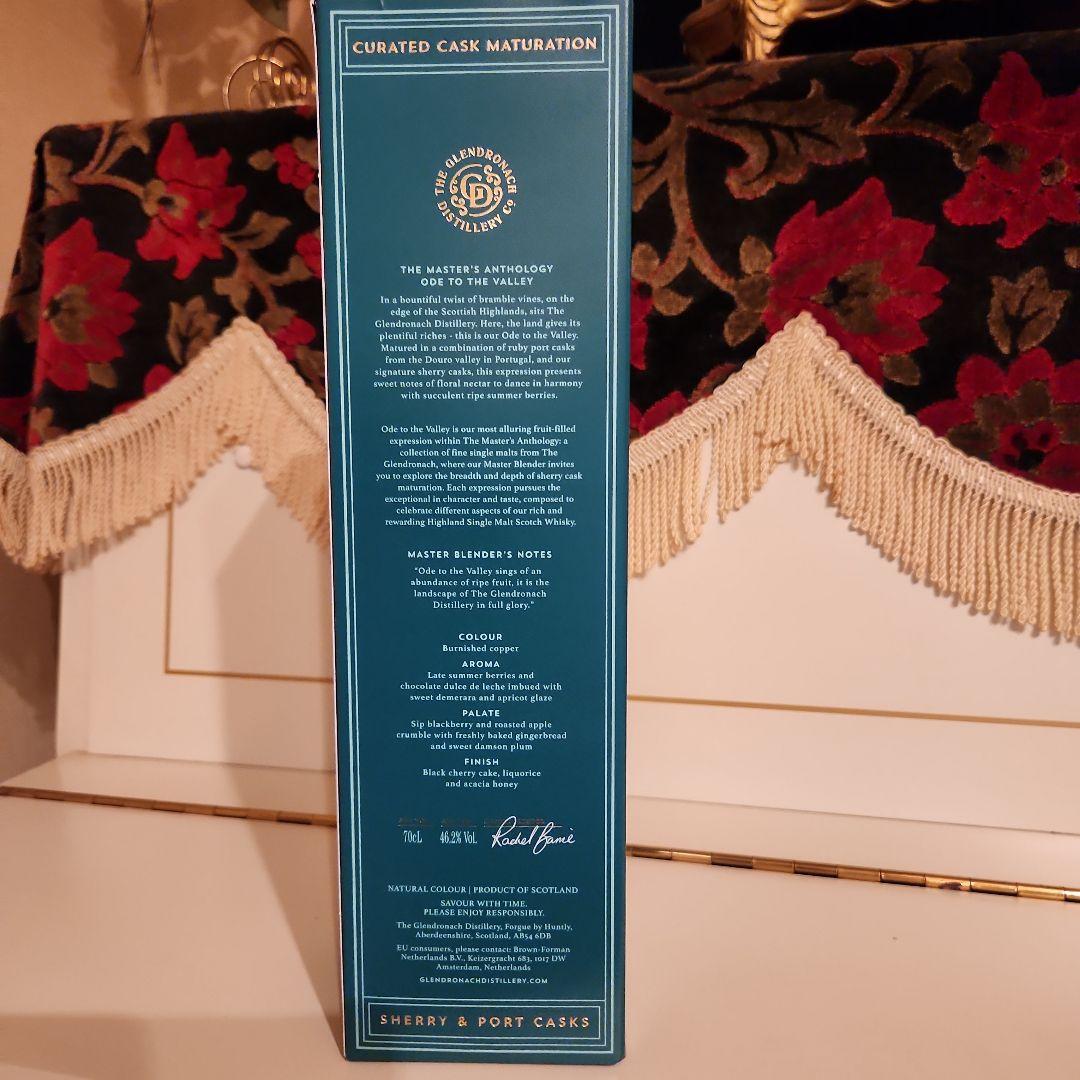 CURATED CASK MATURATION
THE GLENDRONACH
GD
DISTILLERY Cº
THE MASTER'S ANTHOLOGY
ODE TO THE VALLEY
In a bountiful twist of bramble vines, on the
edge of the Scottish Highlands, sits The
Glendronach Distillery. Here, the land gives its
plentiful riches - this is our Ode to the Valley.
Matured in a combination of ruby port casks
from the Douro valley in Portugal, and our
signature sherry casks, this expression presents
sweet notes of floral nectar to dance in harmony
with succulent ripe summer berries.
Ode to the Valley is our most alluring fruit-filled
expression within The Master's Anthology: a
collection of fine single malts from The
Glendronach, where our Master Blender invites
you to explore the breadth and depth of sherry cask
maturation. Each expression pursues the
exceptional in character and taste, composed to
celebrate different aspects of our rich and
rewarding Highland Single Malt Scotch Whisky.
MASTER BLENDER'S NOTES
"Ode to the Valley sings of an
abundance of ripe fruit, it is the
landscape of The Glendronach
Distillery in full glory."
COLOUR
Burnished copper
AROMA
Late summer berries and
chocolate dulce de leche imbued with
sweet demerara and apricot glaze
PALATE
Sip blackberry and roasted apple
crumble with freshly baked gingerbread
and sweet damson plum
FINISH
Black cherry cake, liquorice
and acacia honey
70cL 46.2% Vol. Rachel Barrie
NATURAL COLOUR | PRODUCT OF SCOTLAND
SAVOUR WITH TIME.
PLEASE ENJOY RESPONSIBLY.
The Glendronach Distillery, Forgue by Huntly,
Aberdeenshire, Scotland, AB54 6DB
EU consumers, please contact: Brown-Forman
Netherlands B.V., Keizergracht 683, 1017 DW
Amsterdam, Netherlands
GLENDRONACHDISTILLERY.COM
SHERRY & PORT CASKS